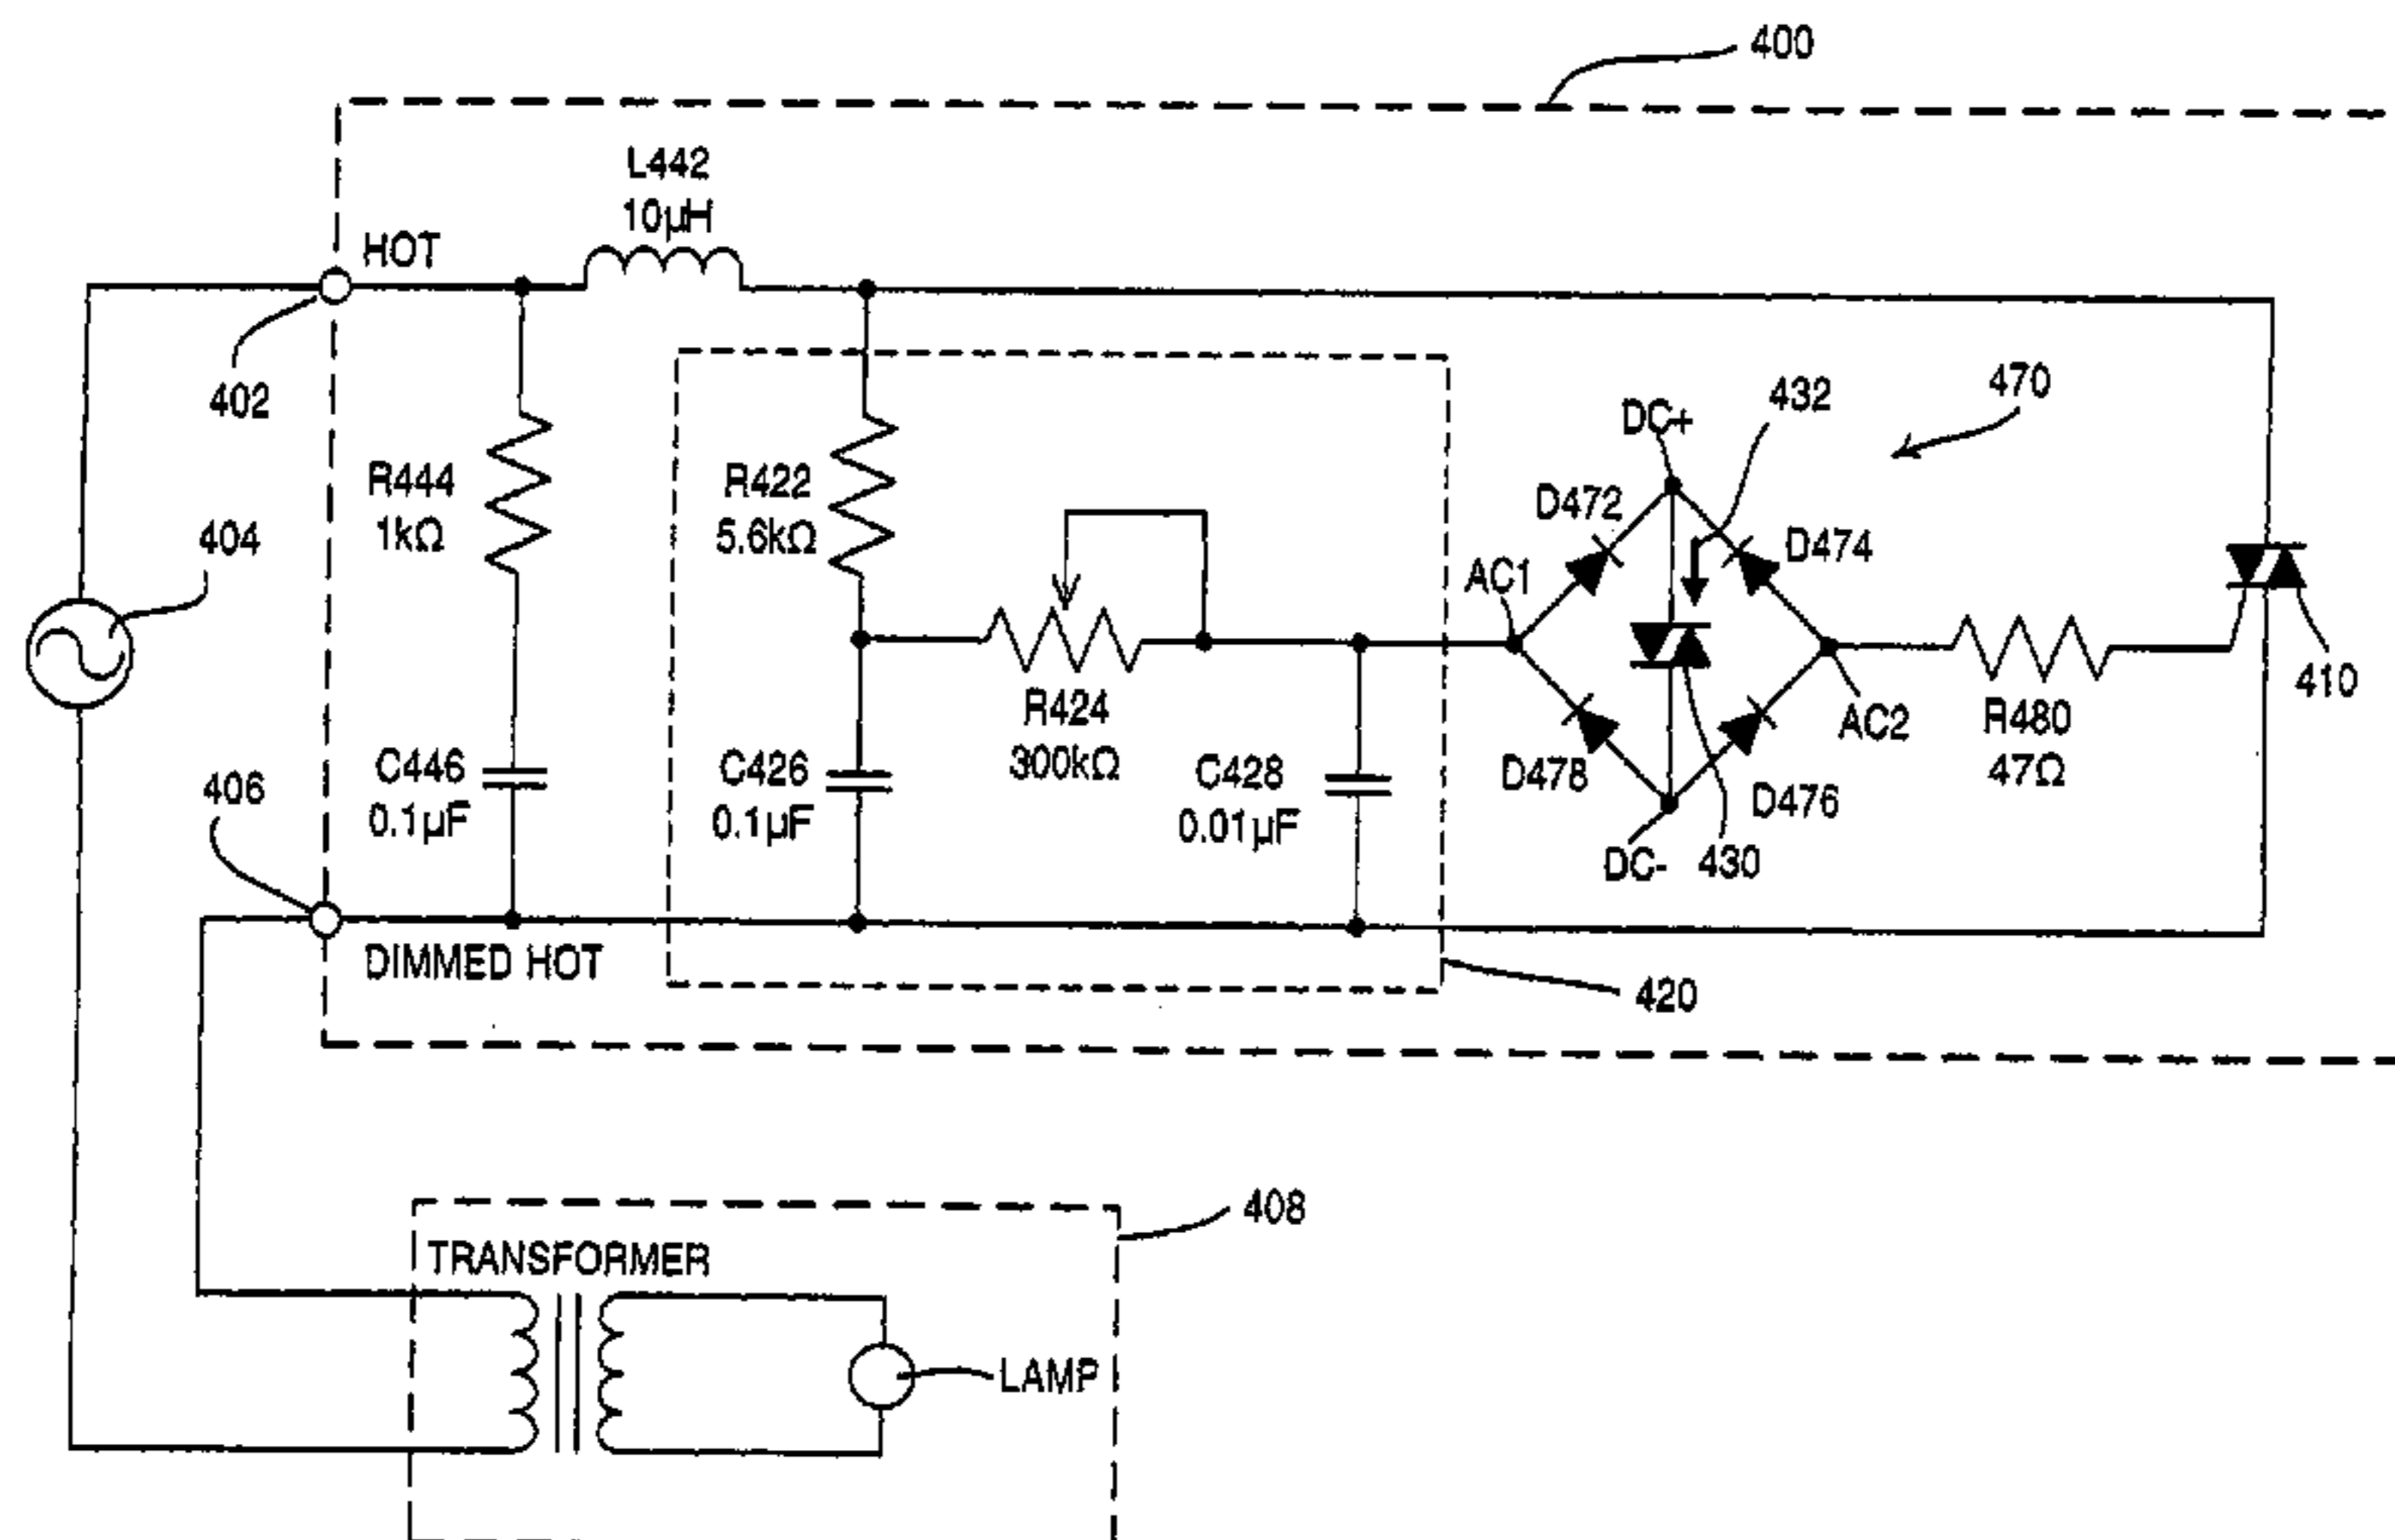 400
L442
10µH
HOT
402
R444
1kΩ
R422
5.6kΩ
404
DC+
432
470
D472
D474
AC1
R424
300kΩ
AC2
R480
47Ω
410
406
C446
0.1µF
C426
0.1µF
C428
0.01µF
D478
D476
DC-
430
DIMMED HOT
420
408
TRANSFORMER
LAMP